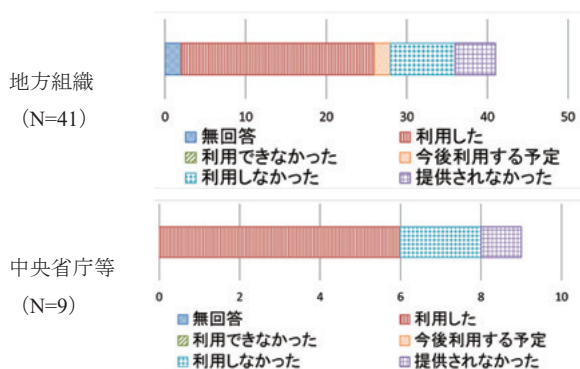 地方組織
（N=41）
0 10 20 30 40 50
無回答 利用した
利用できなかった 今後利用する予定
利用しなかった 提供されなかった
中央省庁等
（N=9）
0 2 4 6 8 10
無回答 利用した
利用できなかった 今後利用する予定
利用しなかった 提供されなかった